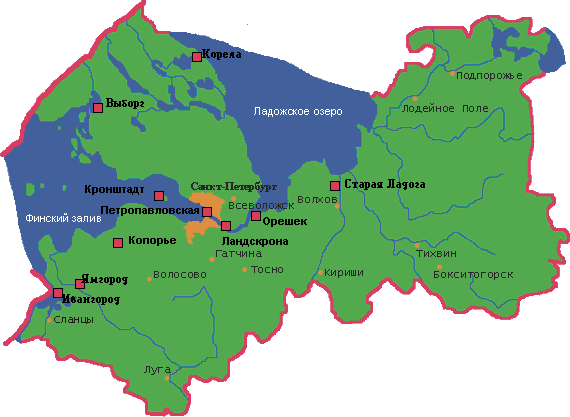 Корела
Подпорожье
Выборг
Лодейное Поле
Ладожское озеро
Санкт-Петербург
Кронштадт
Старая Ладога
Всеволожск
Волхов
Петропавловская
Финский залив
Орешек
Ландскрона
Копорье
Гатчина
Тихвин
Тосно
Волосово
Кириши
Бокситогорск
Ямгород
Ивангород
Сланцы
Луга